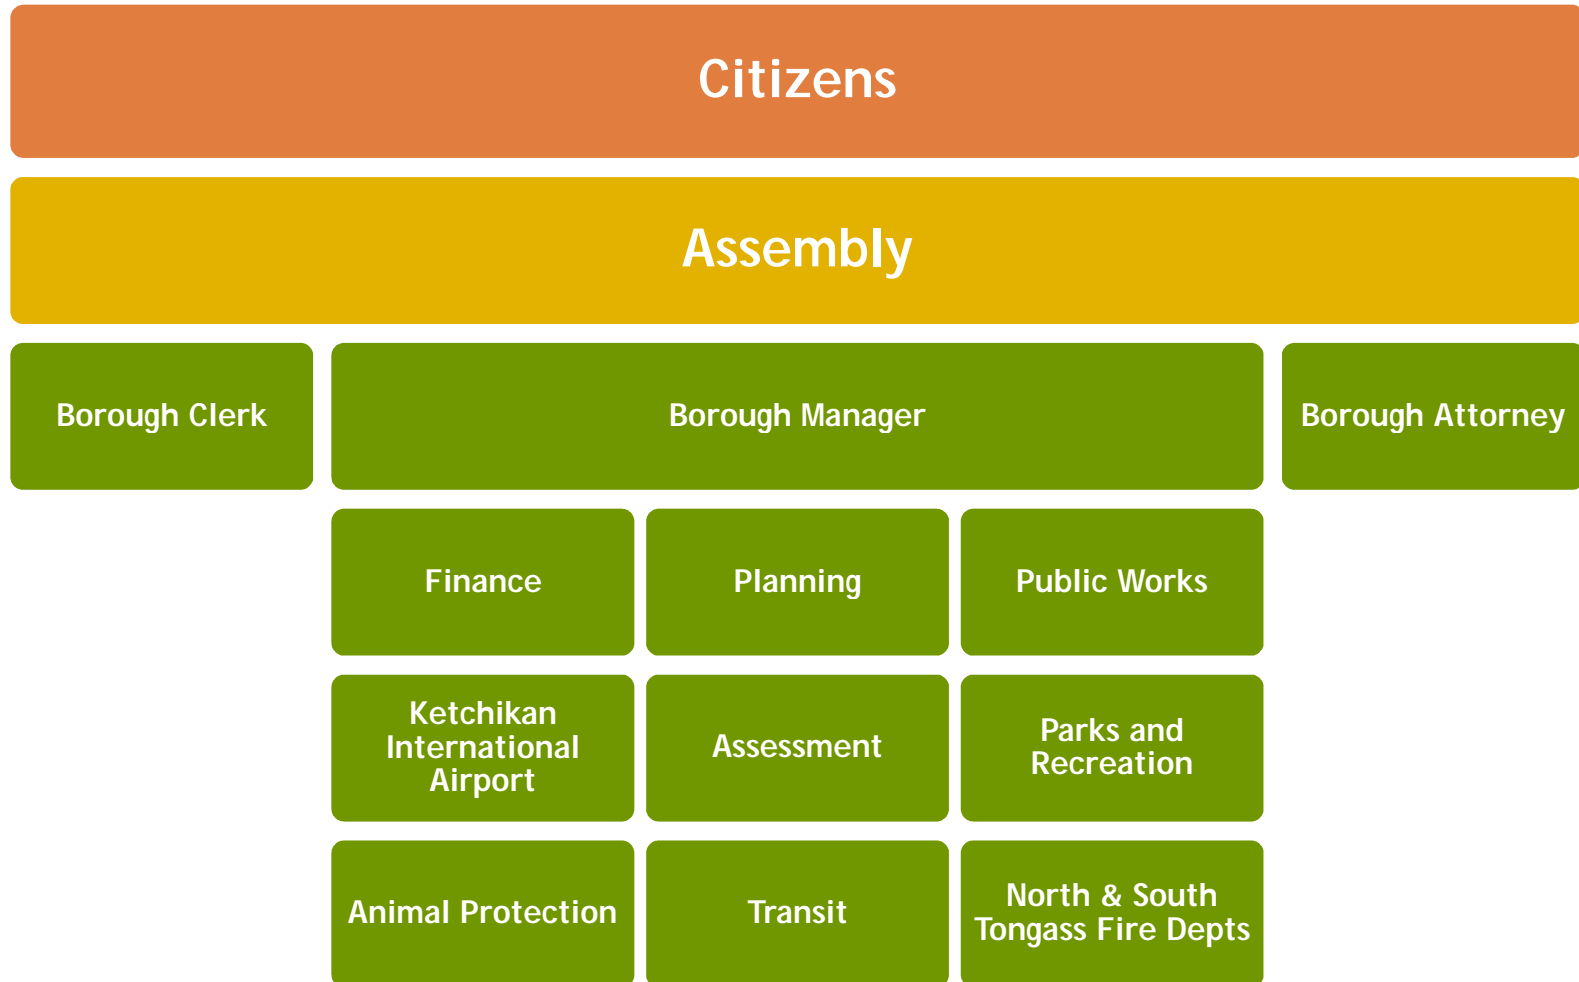 Citizens
Assembly
Borough Clerk
Borough Manager
Borough Attorney
Finance
Planning
Public Works
Ketchikan
International
Airport
Assessment
Parks and
Recreation
Animal Protection
Transit
North & South
Tongass Fire Depts